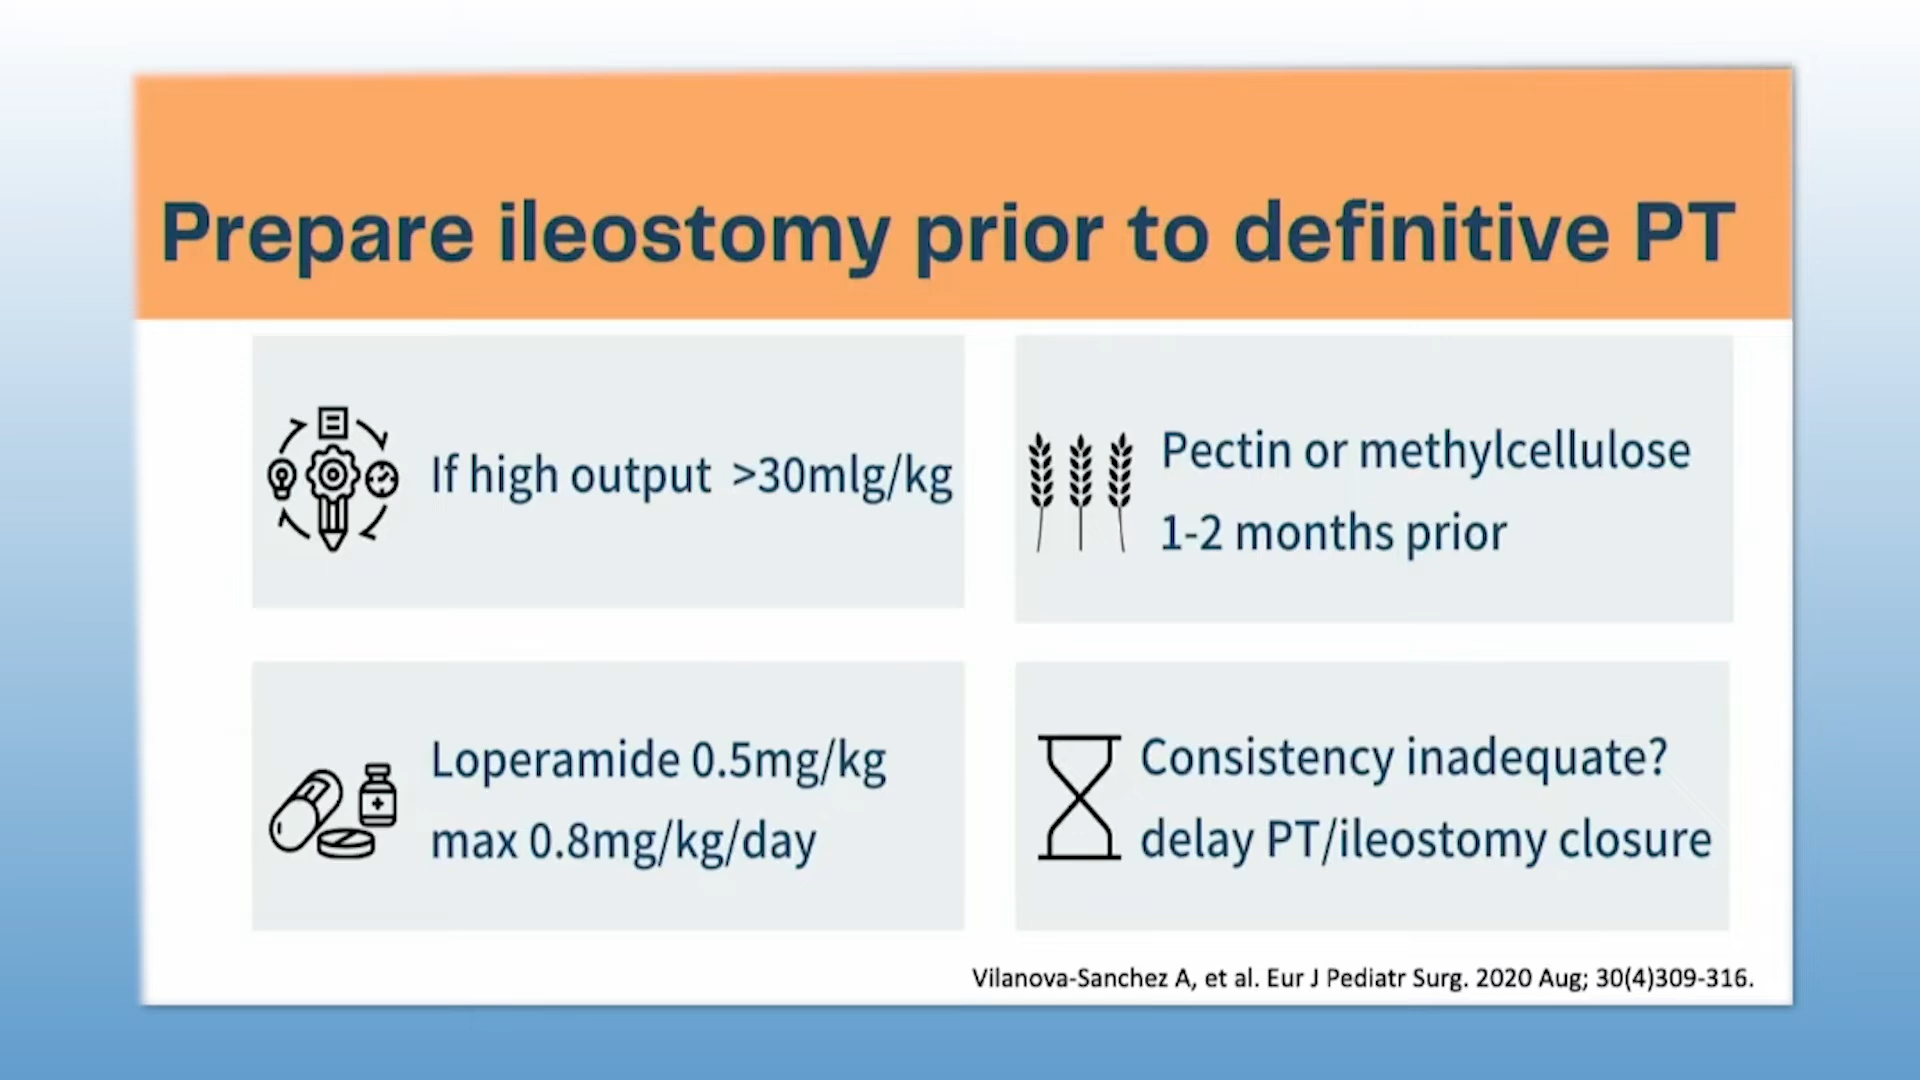 Prepare ileostomy prior to definitive PT
If high output >30mlg/kg
Pectin or methylcellulose
1-2 months prior
Loperamide 0.5mg/kg
max 0.8mg/kg/day
Consistency inadequate?
delay PT/ileostomy closure
Vilanova-Sanchez A, et al. Eur J Pediatr Surg. 2020 Aug; 30(4)309-316.